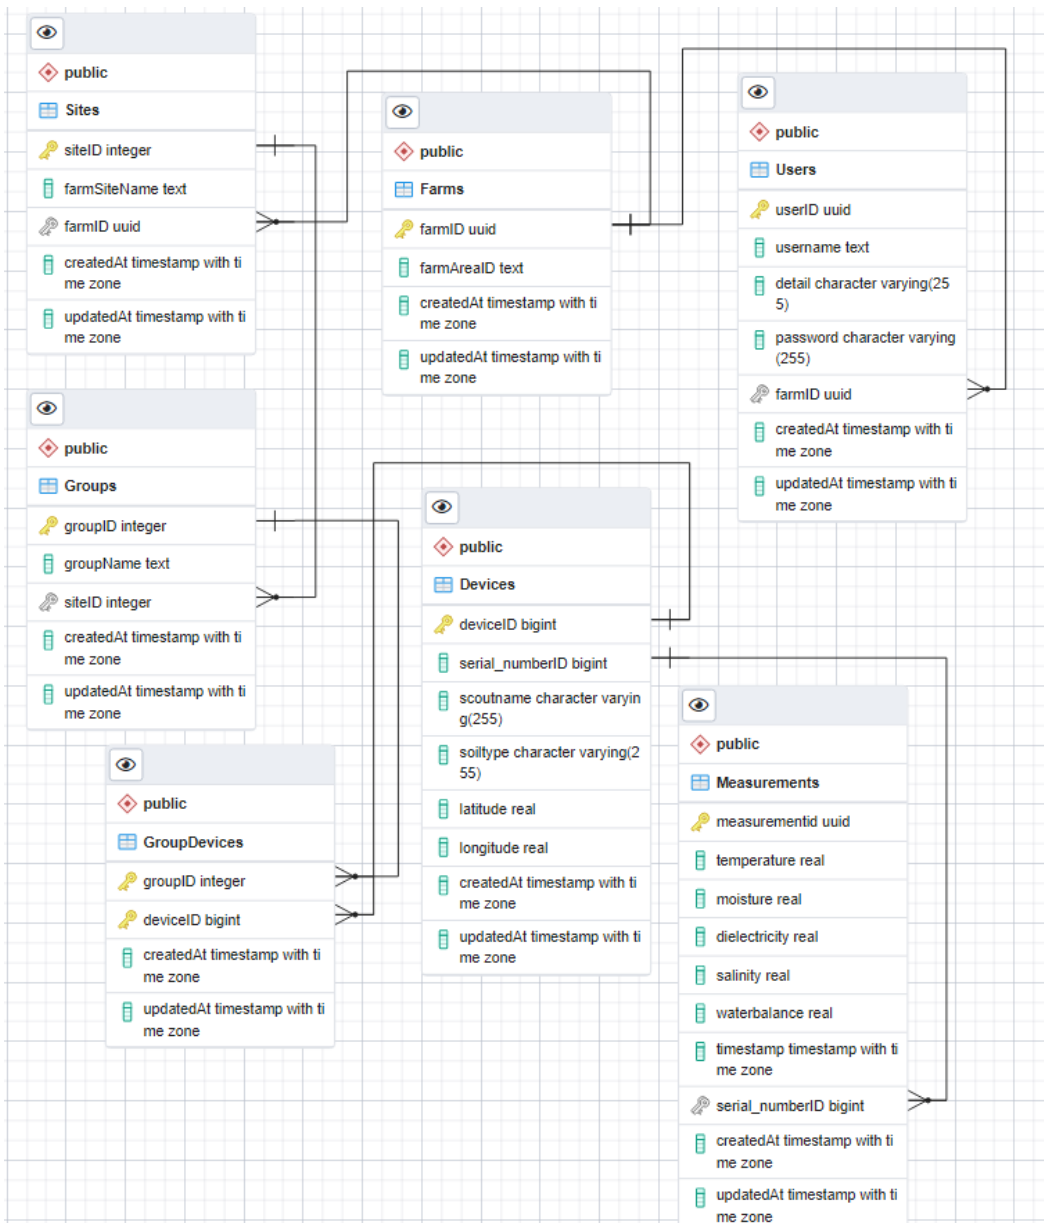 public
Sites
siteID integer
farmSiteName text
farmID uuid
createdAt timestamp with ti
me zone
updatedAt timestamp with ti
me zone
public
Farms
farmID uuid
farmAreaID text
createdAt timestamp with ti
me zone
updatedAt timestamp with ti
me zone
public
Users
userID uuid
username text
detail character varying(25
5)
password character varying
(255)
farmID uuid
createdAt timestamp with ti
me zone
updatedAt timestamp with ti
me zone
public
Groups
groupID integer
groupName text
siteID integer
createdAt timestamp with ti
me zone
updatedAt timestamp with ti
me zone
public
Devices
deviceID bigint
serial_numberID bigint
scoutname character varyin
g(255)
soiltype character varying(2
55)
latitude real
longitude real
createdAt timestamp with ti
me zone
updatedAt timestamp with ti
me zone
public
GroupDevices
groupID integer
deviceID bigint
createdAt timestamp with ti
me zone
updatedAt timestamp with ti
me zone
public
Measurements
measurementid uuid
temperature real
moisture real
dielectricity real
salinity real
waterbalance real
timestamp timestamp with ti
me zone
serial_numberID bigint
createdAt timestamp with ti
me zone
updatedAt timestamp with ti
me zone